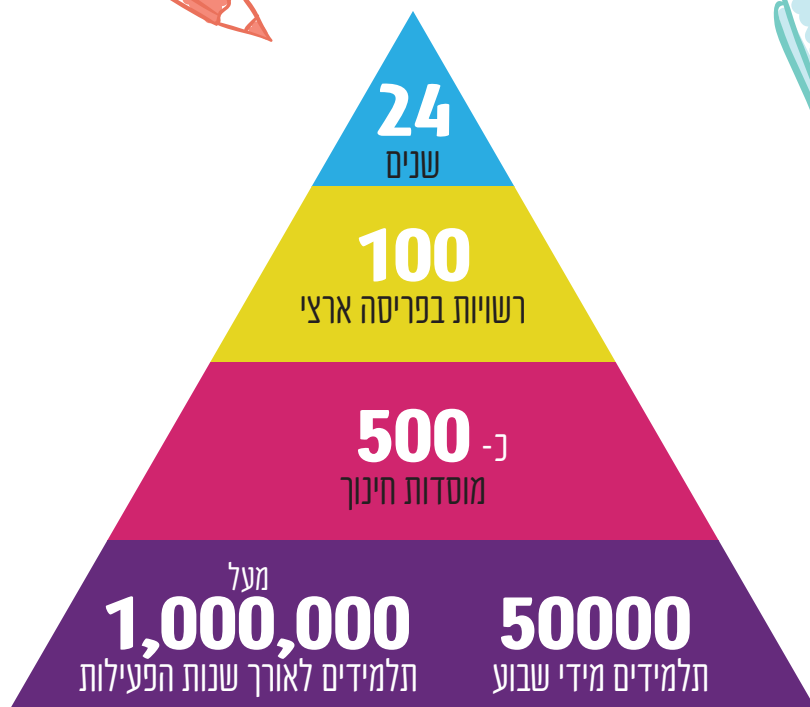 24
שנים
100
רשויות בפריסה ארצי
כ- 500
מוסדות חינוך
50000
תלמידים מידי שבוע
מעל
1,000,000
תלמידים לאורך שנות הפעילות